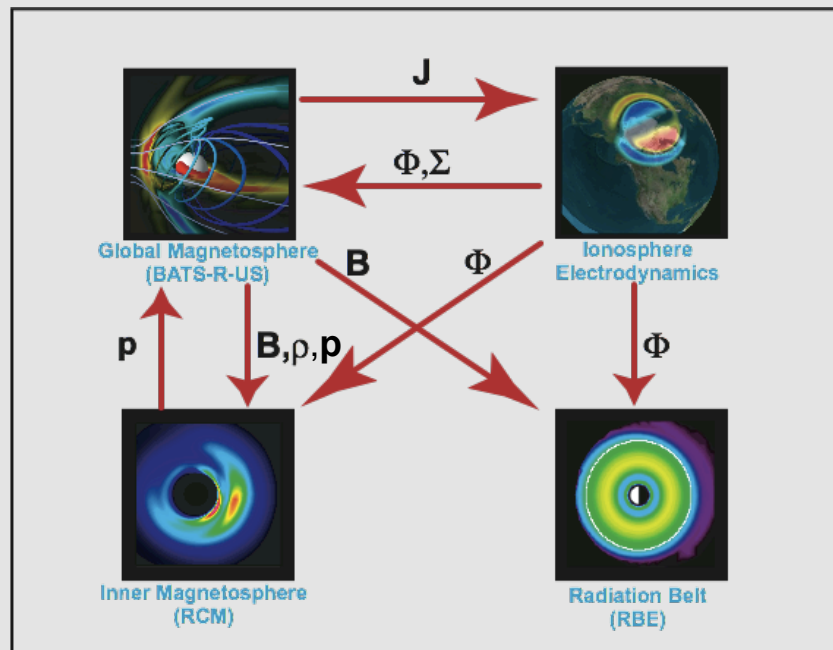 J
Φ,Σ
Global Magnetosphere
(BATS-R-US)
Ionosphere
Electrodynamics
B
Φ
p
B,ρ,p
Φ
Inner Magnetosphere
(RCM)
Radiation Belt
(RBE)